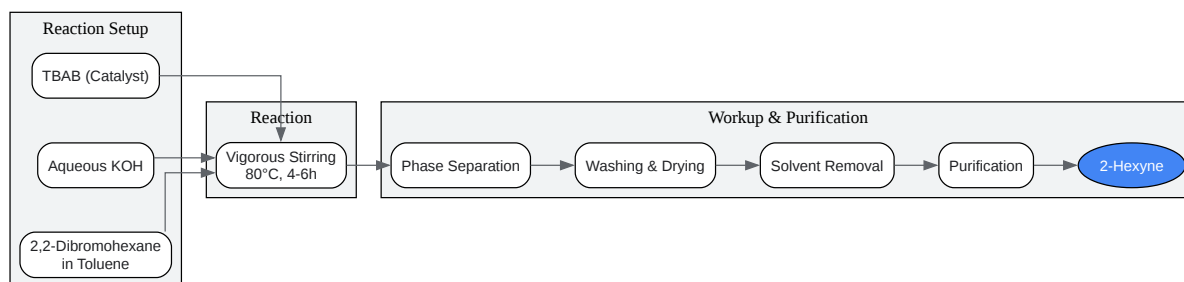 Reaction Setup
TBAB (Catalyst)
Aqueous KOH
2,2-Dibromohexane
in Toluene
Reaction
Vigorous Stirring
80°C, 4-6h
Workup & Purification
Phase Separation
Washing & Drying
Solvent Removal
Purification
2-Hexyne